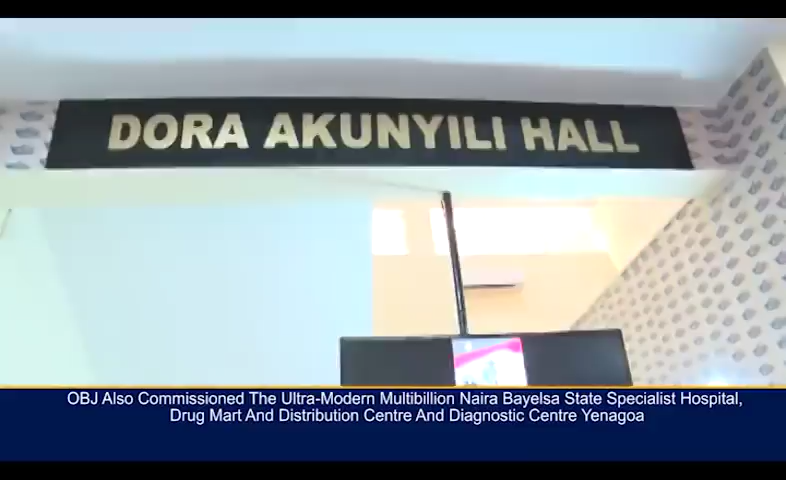 DORA AKUNYILI HALL
OBJ Also Commissioned The Ultra-Modern Multibillion Naira Bayelsa State Specialist Hospital,
Drug Mart And Distribution Centre And Diagnostic Centre Yenagoa